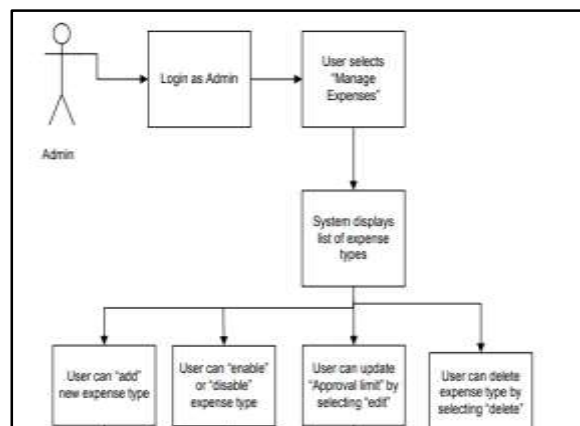 Login as Admin
User selects
"Manage
Expenses"
Admin
System displays
list of expense
types
User can "add"
new expense type
User can "enable"
or "disable"
expense type
User can update
"Approval limit" by
selecting "edit"
User can delete
expense type by
selecting "delete"